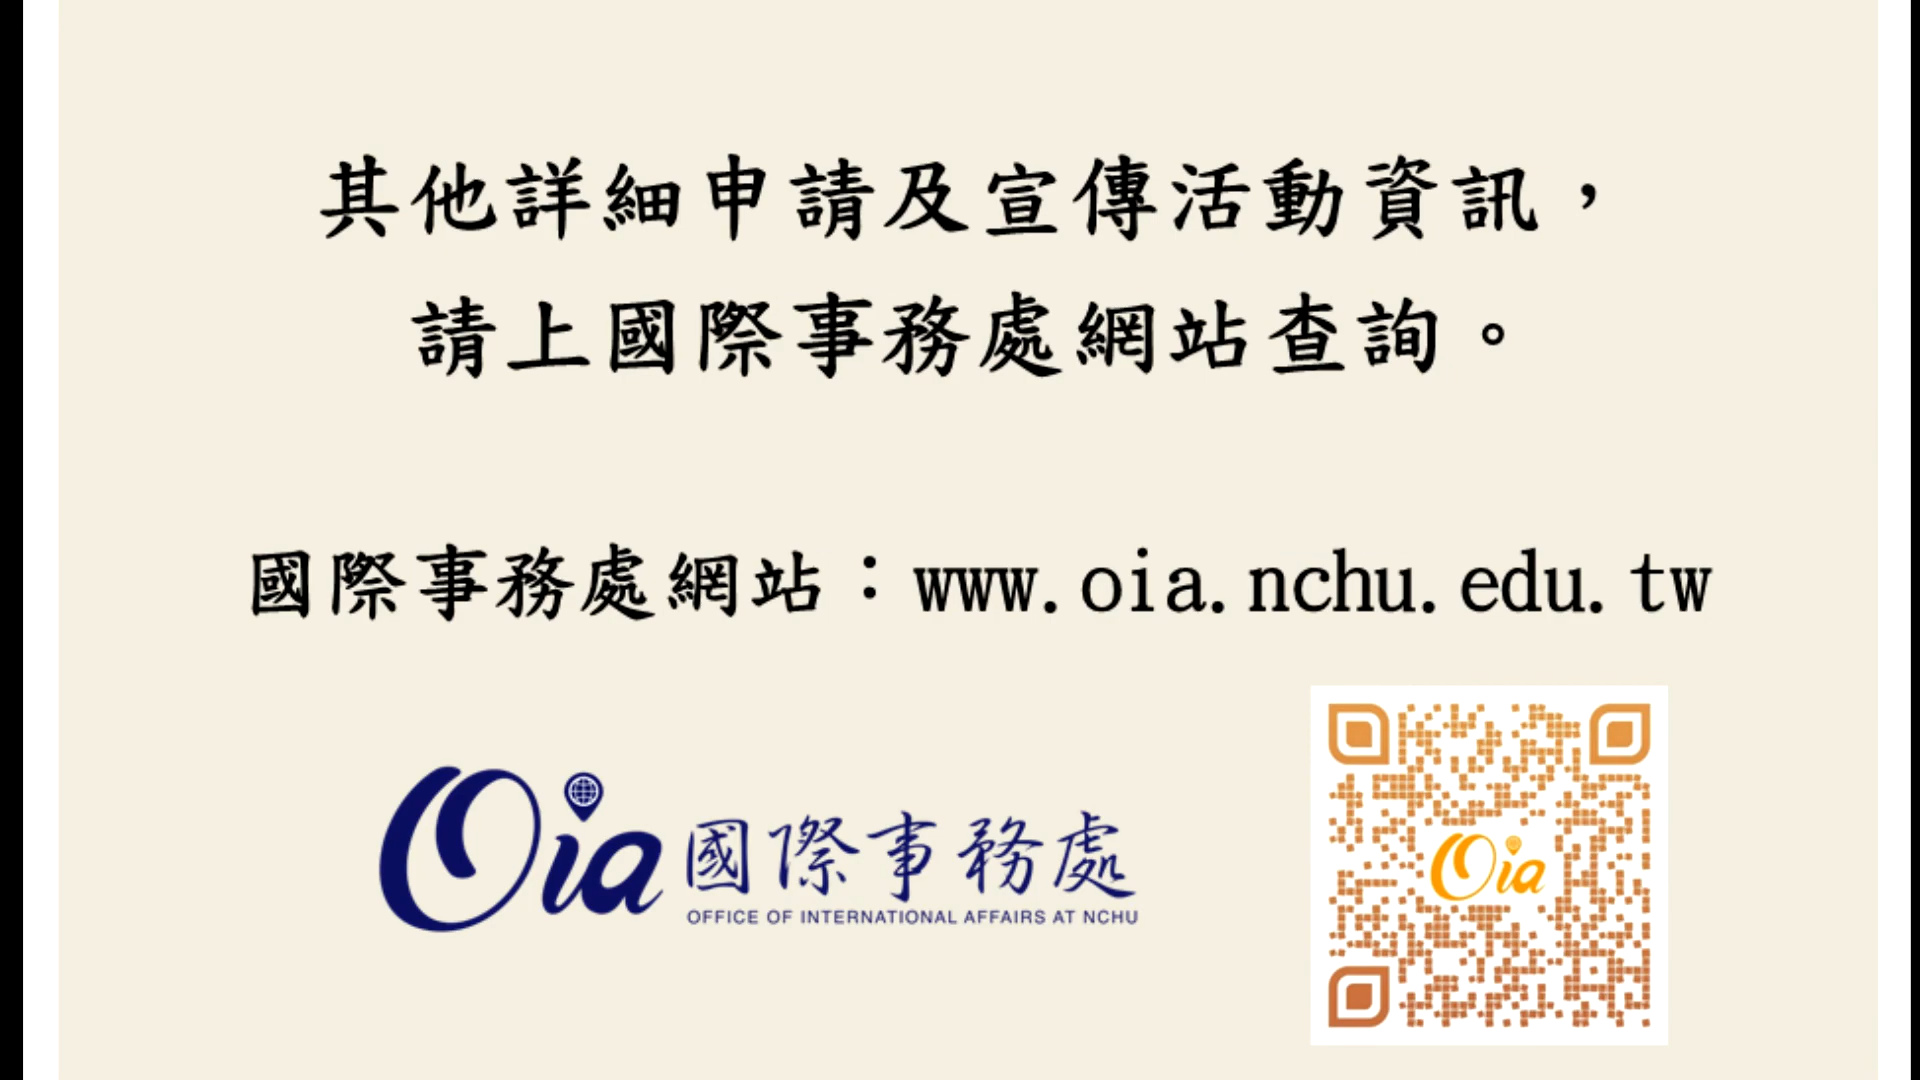 其他詳細申請及宣傳活動資訊，
請上國際事務處網站查詢。
國際事務處網站：www.oia.nchu.edu.tw
Oia 國際事務處
OFFICE OF INTERNATIONAL AFFAIRS AT NCHU
Oia